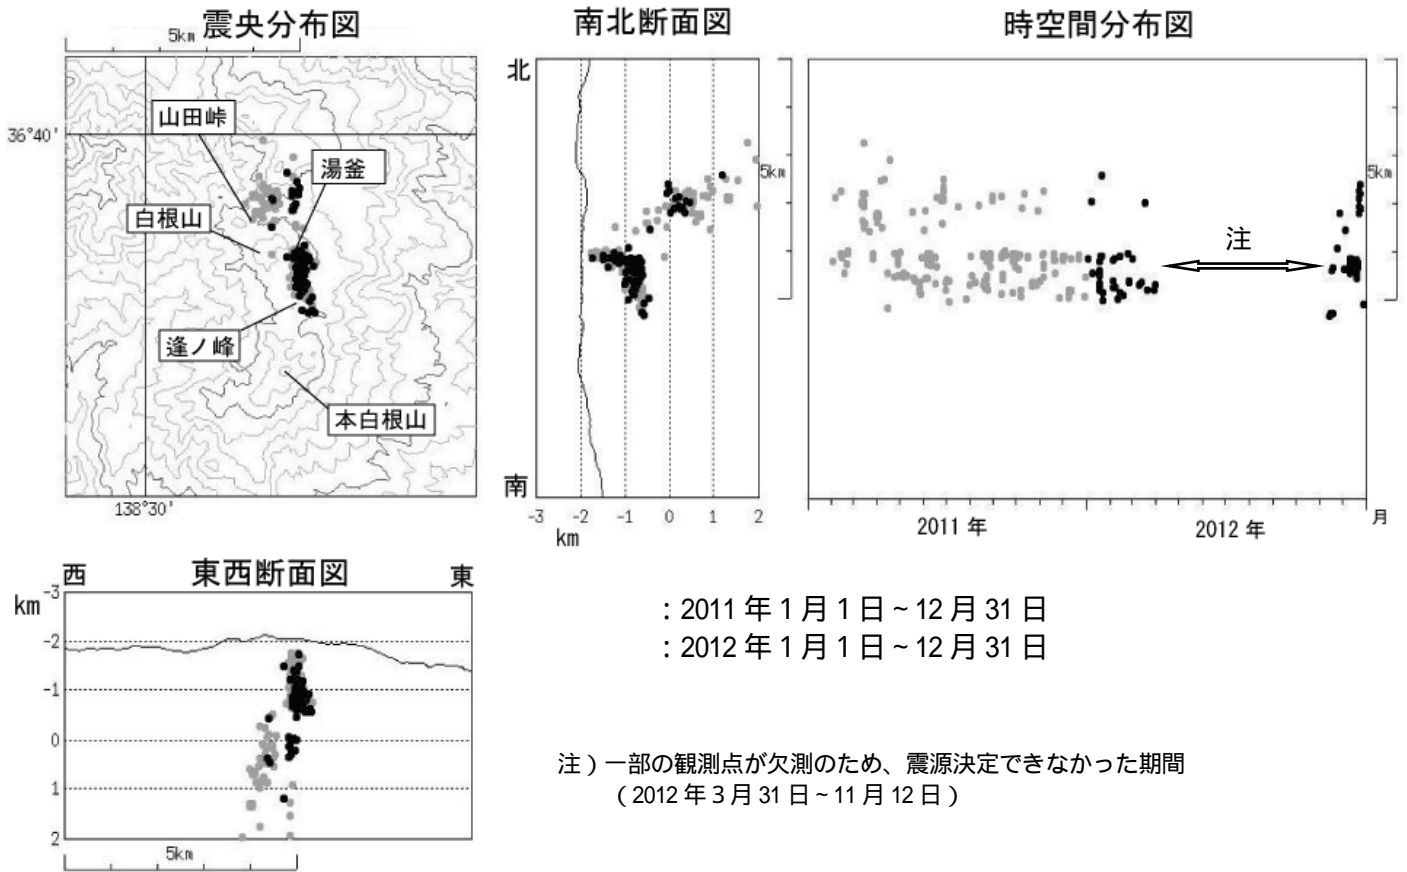 震央分布図
5km
36°40'
山田峠
湯釜
白根山
逢ノ峰
本白根山
138°30'
南北断面図
北
南
5km
-3 -2 -1 0 1 2
km
時空間分布図
注
5km
2011 年
2012 年
月
東西断面図
西
東
km
-3
-2
-1
0
1
2
5km
：2011 年 1 月 1 日～12 月 31 日
：2012 年 1 月 1 日～12 月 31 日
注）一部の観測点が欠測のため、震源決定できなかった期間
（2012 年 3 月 31 日～11 月 12 日）